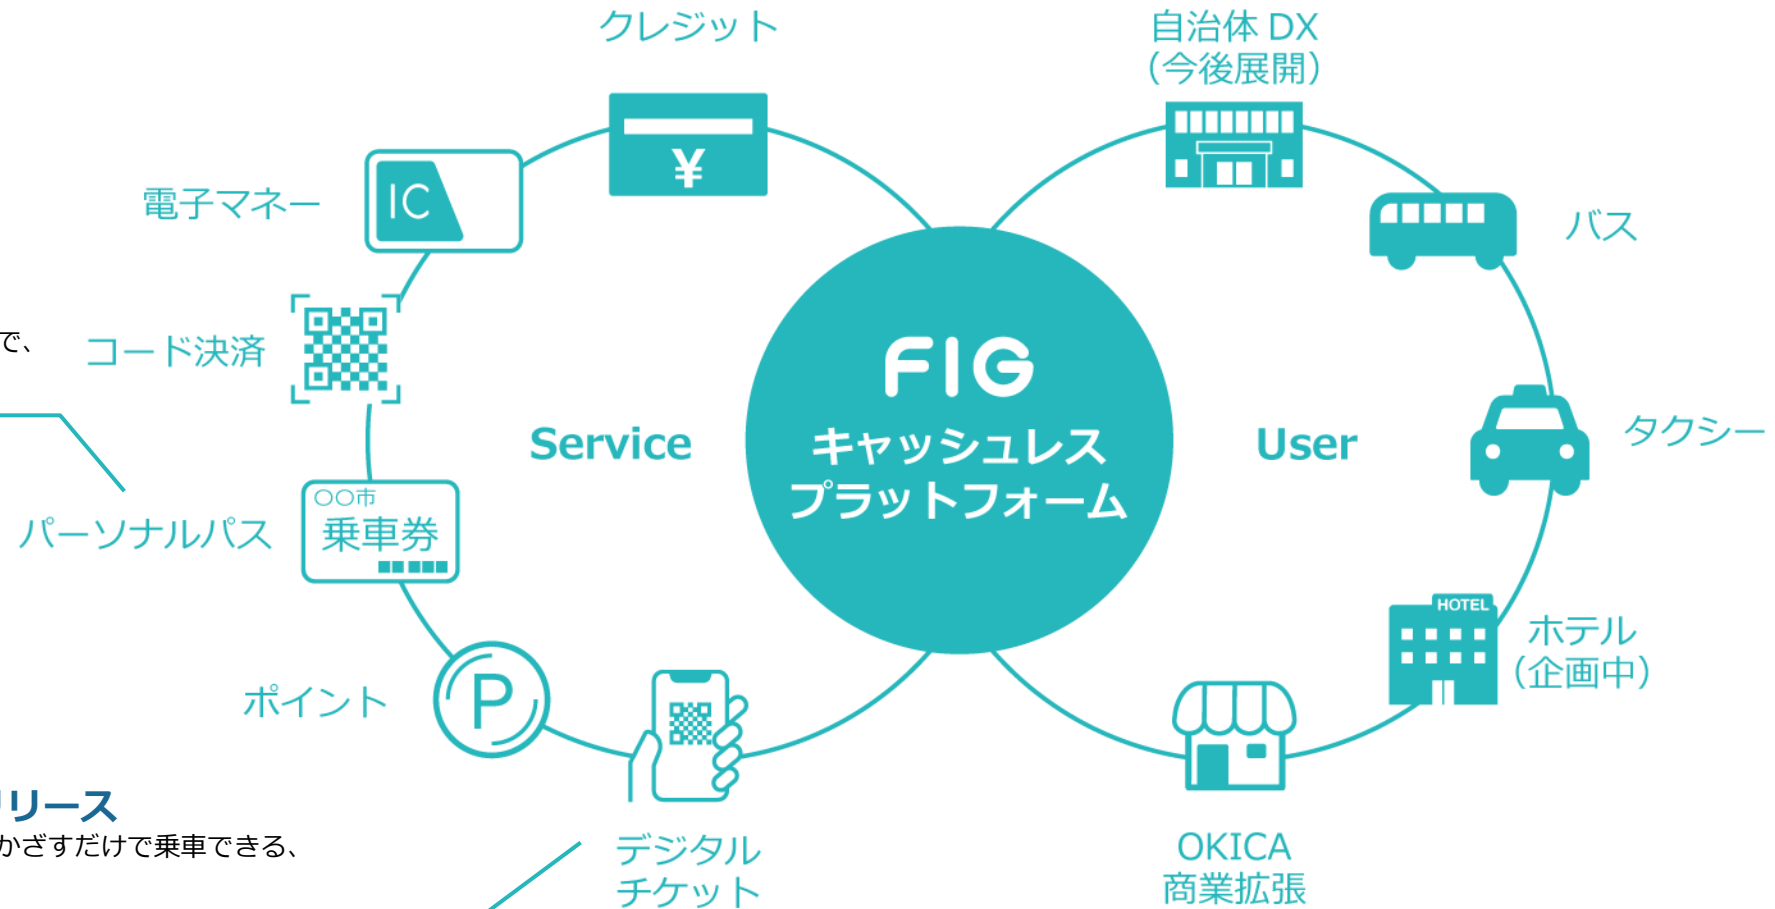 クレジット
自治体 DX
（今後展開）
¥
電子マネー
IC
バス
で、
コード決済
FIG
キャッシュレス
プラットフォーム
Service
User
タクシー
パーソナルパス
〇〇市
乗車券
HOTEL
ホテル
（企画中）
ポイント
P
リリース
かざすだけで乗車できる、
デジタル
チケット
OKICA
商業拡張